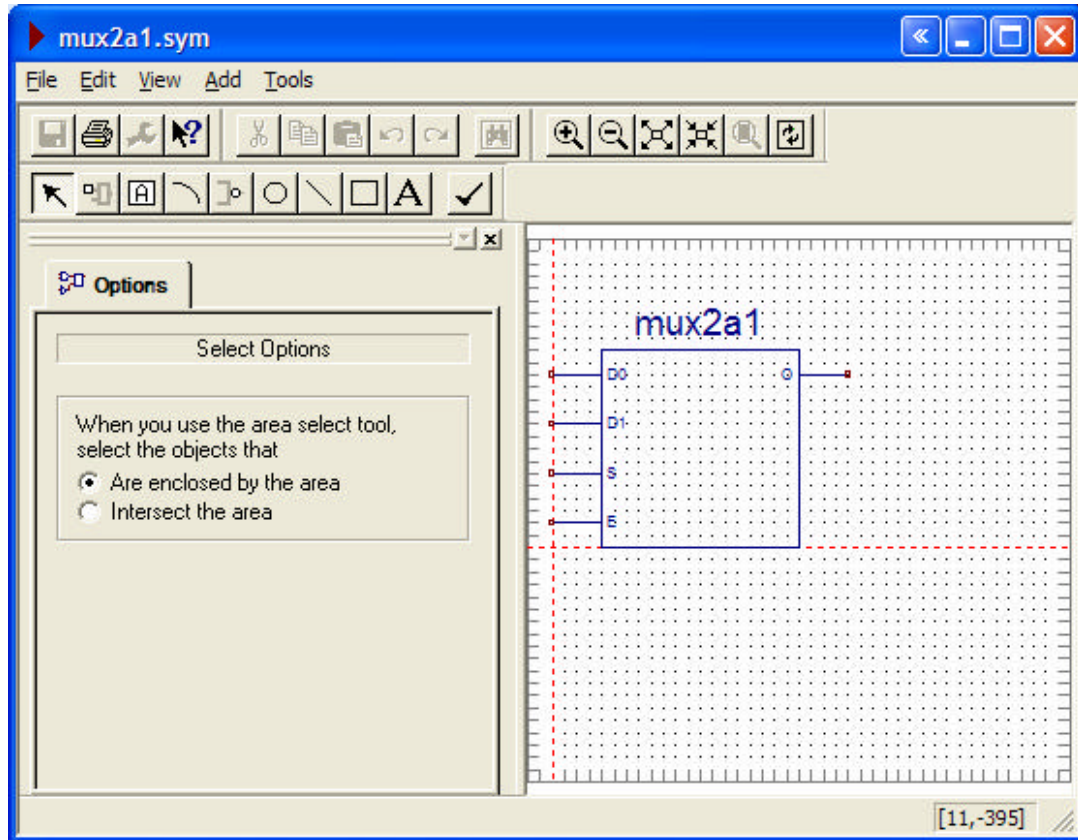 mux2a1.sym
File Edit View Add Tools
A A
Options
Select Options
When you use the area select tool,
select the objects that
Are enclosed by the area
Intersect the area
mux2a1
D0 O
D1
S
E
[11,-395]